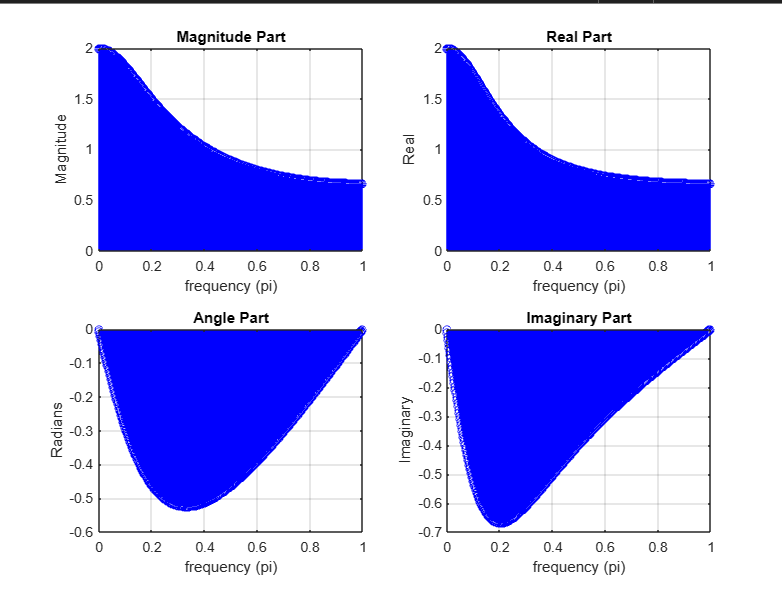 Magnitude Part
Magnitude
2
1.5
1
0.5
0
0 0.2 0.4 0.6 0.8 1
frequency (pi)
Real Part
Real
2
1.5
1
0.5
0
0 0.2 0.4 0.6 0.8 1
frequency (pi)
Angle Part
Radians
0
-0.1
-0.2
-0.3
-0.4
-0.5
-0.6
0 0.2 0.4 0.6 0.8 1
frequency (pi)
Imaginary Part
Imaginary
0
-0.1
-0.2
-0.3
-0.4
-0.5
-0.6
-0.7
0 0.2 0.4 0.6 0.8 1
frequency (pi)